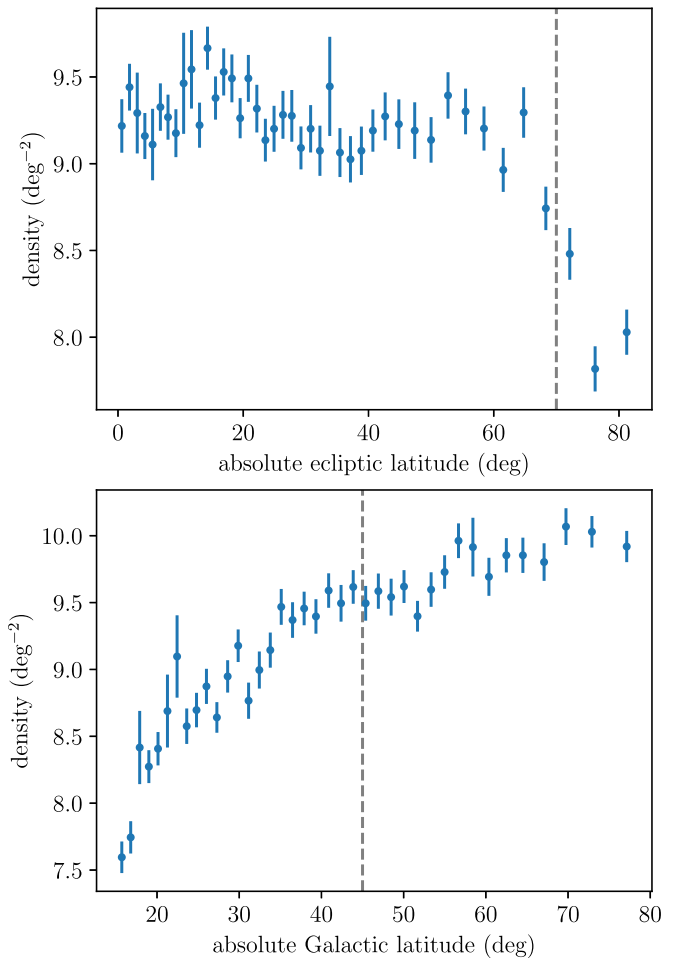 9.5
9.0
8.5
8.0
density (deg⁻²)
0 20 40 60 80
absolute ecliptic latitude (deg)
10.0
9.5
9.0
8.5
8.0
7.5
density (deg⁻²)
20 30 40 50 60 70 80
absolute Galactic latitude (deg)